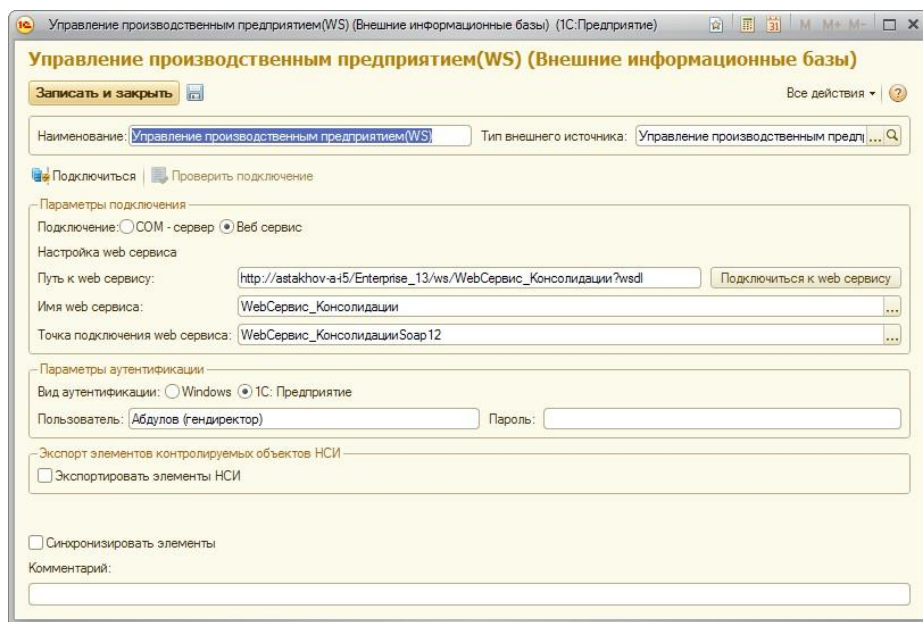 Управление производственным предприятием(WS) (Внешние информационные базы) (1С:Предприятие) 31 M M+ M-
Управление производственным предприятием(WS) (Внешние информационные базы)
Записать и закрыть Все действия ?
Наименование: Управление производственным предприятием(WS) Тип внешнего источника: Управление производственным предп ...
Подключиться Проверить подключение
Параметры подключения
Подключение: COM - сервер Веб сервис
Настройка web сервиса
Путь к web сервису: http://astakhov-a-i5/Enterprise_13/ws/WebСервис_Консолидации?wsdl Подключиться к web сервису
Имя web сервиса: WebСервис_Консолидации ...
Точка подключения web сервиса: WebСервис_КонсолидацииSoap12 ...
Параметры аутентификации
Вид аутентификации: Windows 1С: Предприятие
Пользователь: Абдулов (гендиректор) Пароль:
Экспорт элементов контролируемых объектов НСИ
Экспортировать элементы НСИ
Синхронизировать элементы
Комментарий: